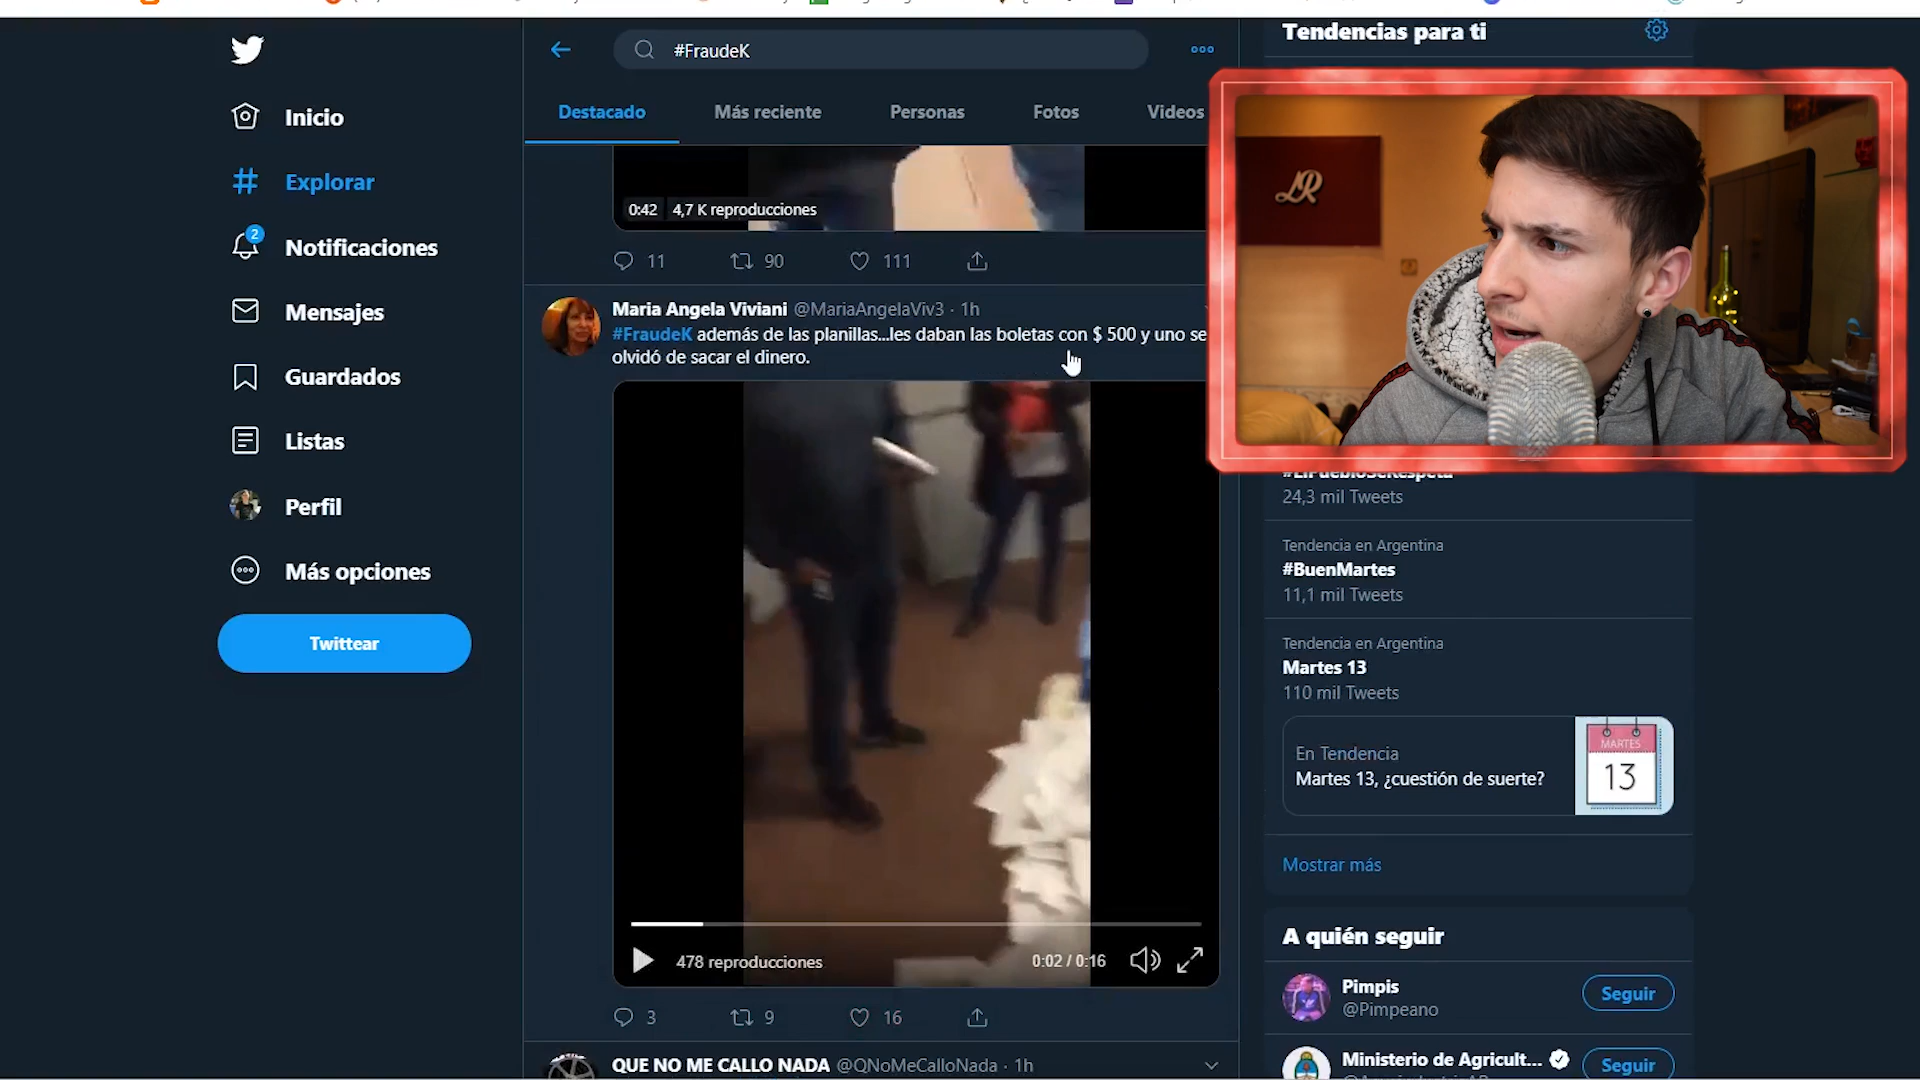 #FraudeK
Tendencias para ti
Inicio
Explorar
2
Notificaciones
Mensajes
Guardados
Listas
Perfil
Más opciones
Twittear
Destacado
Más reciente
Personas
Fotos
Videos
0:42 4,7 K reproducciones
11 90 111
Maria Angela Viviani @MariaAngelaViv3 · 1h
#FraudeK además de las planillas...les daban las boletas con $ 500 y uno se
olvidó de sacar el dinero.
478 reproducciones
0:02 / 0:16
3 9 16
QUE NO ME CALLO NADA @QNoMeCalloNada · 1h
LR
#ElPuebloSeRespeta
24,3 mil Tweets
Tendencia en Argentina
#BuenMartes
11,1 mil Tweets
Tendencia en Argentina
Martes 13
110 mil Tweets
En Tendencia
Martes 13, ¿cuestión de suerte?
MARTES
13
Mostrar más
A quién seguir
Pimpis
@Pimpeano
Seguir
Ministerio de Agricult...
Seguir